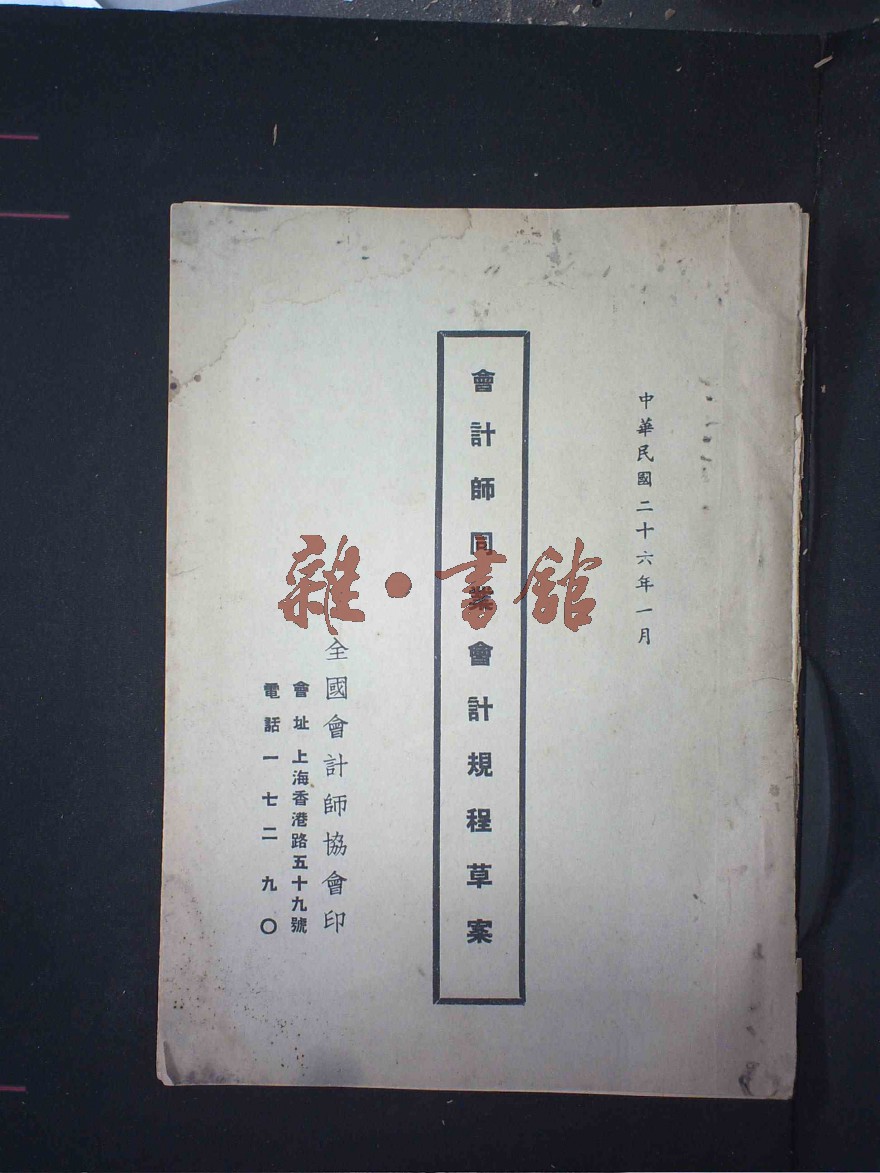 中華民國二十六年一月
會計師同業會計規程草案
全國會計師協會印
會址 上海香港路五十九號
電話一七二九〇
雜·書館